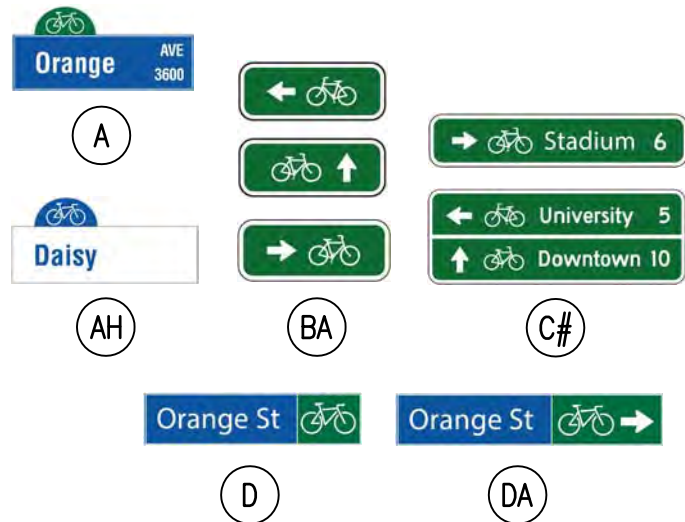 Orange AVE
3600
A
Daisy
AH
BA
Stadium 6
University 5
Downtown 10
C#
Orange St
D
Orange St
DA